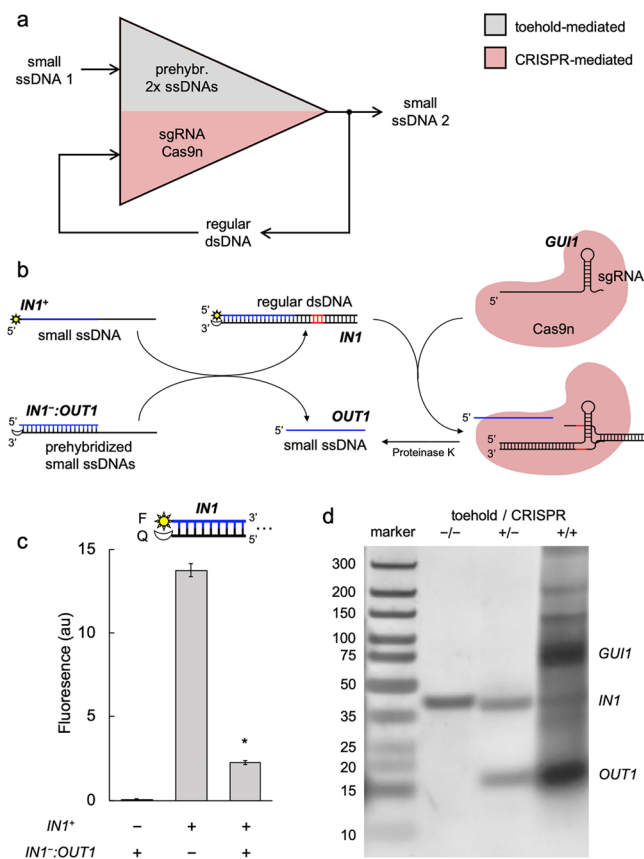 a
toehold-mediated
CRISPR-mediated
small
ssDNA 1
prehybr.
2x ssDNAs
sgRNA
Cas9n
small
ssDNA 2
regular
dsDNA
b
IN1⁺
5'
small ssDNA
regular dsDNA
5'
3'
IN1
GUI1
5'
sgRNA
Cas9n
IN1⁻:OUT1
5'
3'
prehybridized
small ssDNAs
OUT1
5'
small ssDNA
Proteinase K
5'
5'
3'
c
IN1
F
3'
Q
5'
...
Fluoresence (au)
15
10
5
0
*
IN1⁺ – + +
IN1⁻:OUT1 + – +
d
toehold / CRISPR
marker –/– +/– +/+
300
200
150
100
75
50
35
25
20
15
10
GUI1
IN1
OUT1